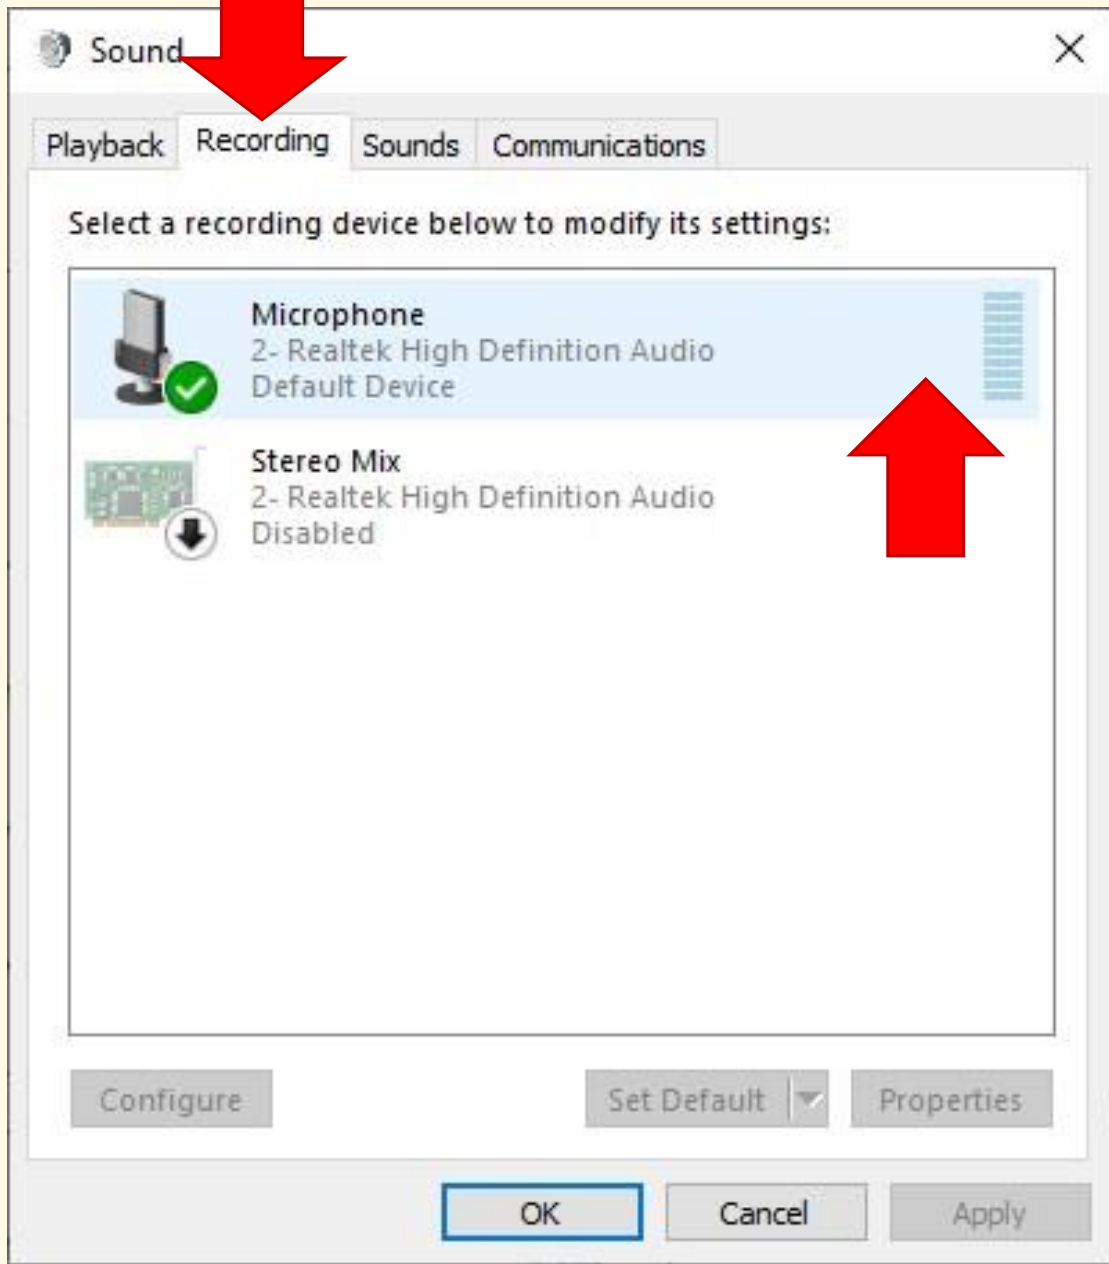 Sound
Playback Recording Sounds Communications
Select a recording device below to modify its settings:
Microphone
2- Realtek High Definition Audio
Default Device
Stereo Mix
2- Realtek High Definition Audio
Disabled
Configure Set Default Properties
OK Cancel Apply